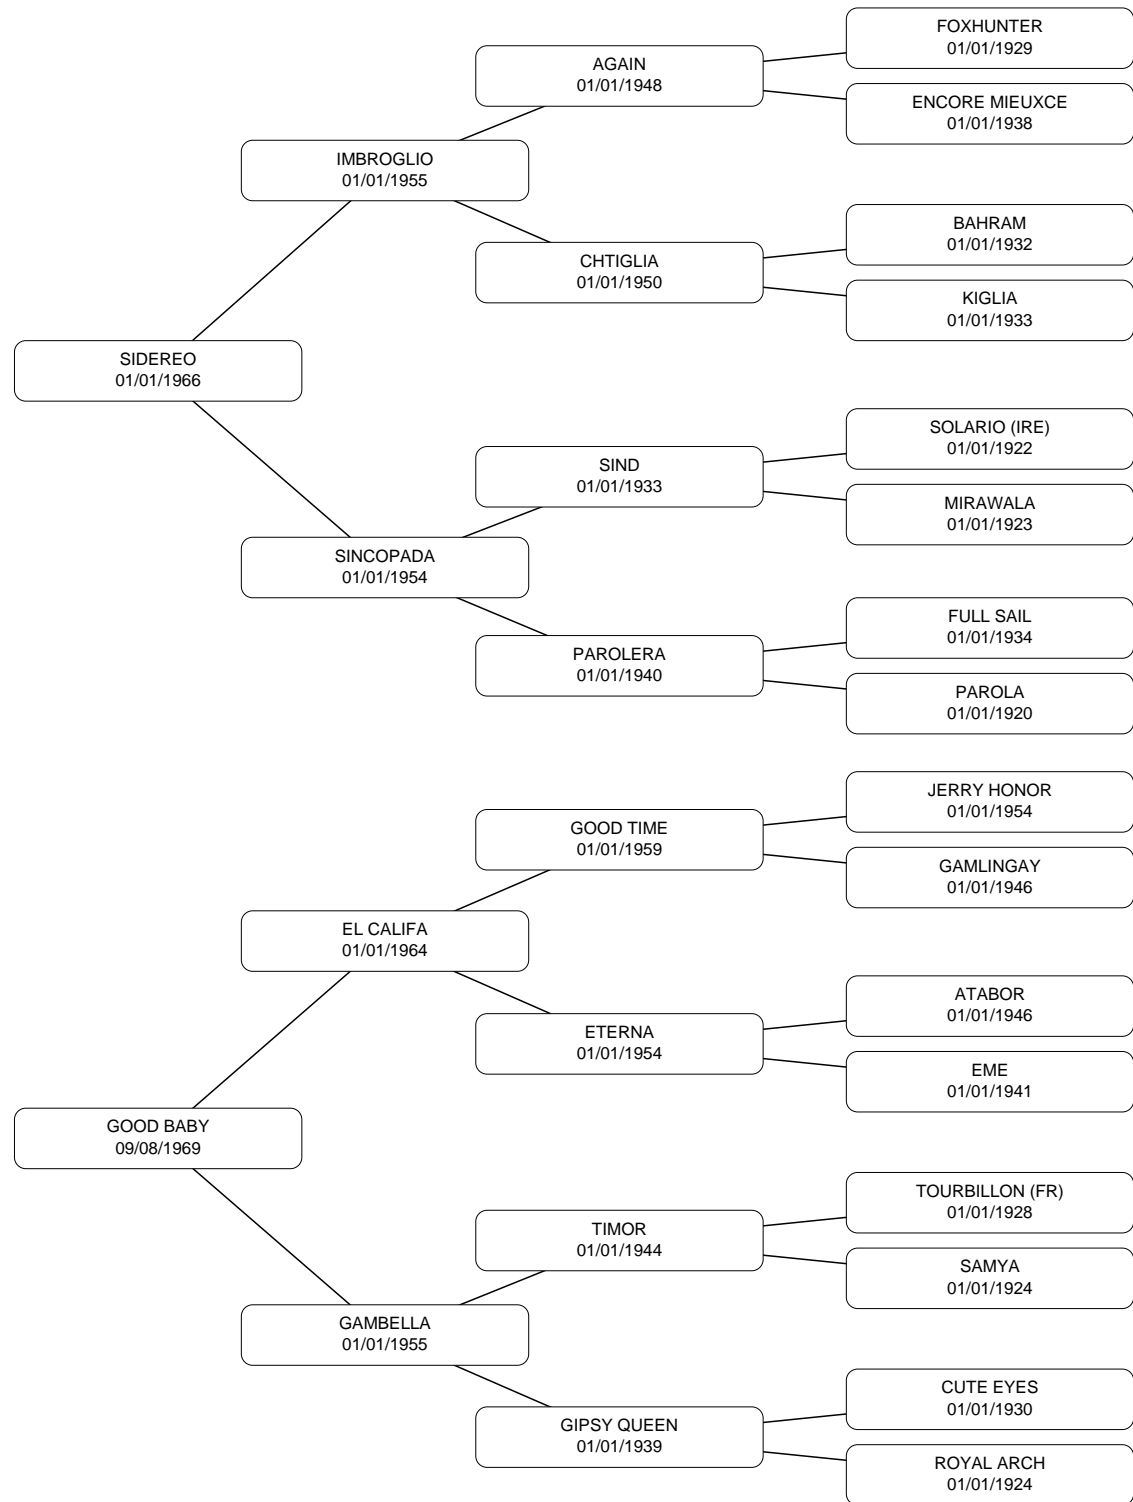 FOXHUNTER
01/01/1929
AGAIN
01/01/1948
ENCORE MIEUXCE
01/01/1938
IMBROGLIO
01/01/1955
BAHRAM
01/01/1932
CHTIGLIA
01/01/1950
KIGLIA
01/01/1933
SIDEREO
01/01/1966
SOLARIO (IRE)
01/01/1922
SIND
01/01/1933
MIRAWALA
01/01/1923
SINCOPADA
01/01/1954
FULL SAIL
01/01/1934
PAROLERA
01/01/1940
PAROLA
01/01/1920
JERRY HONOR
01/01/1954
GOOD TIME
01/01/1959
GAMLINGAY
01/01/1946
EL CALIFA
01/01/1964
ATABOR
01/01/1946
ETERNA
01/01/1954
EME
01/01/1941
GOOD BABY
09/08/1969
TOURBILLON (FR)
01/01/1928
TIMOR
01/01/1944
SAMYA
01/01/1924
GAMBELLA
01/01/1955
CUTE EYES
01/01/1930
GIPSY QUEEN
01/01/1939
ROYAL ARCH
01/01/1924